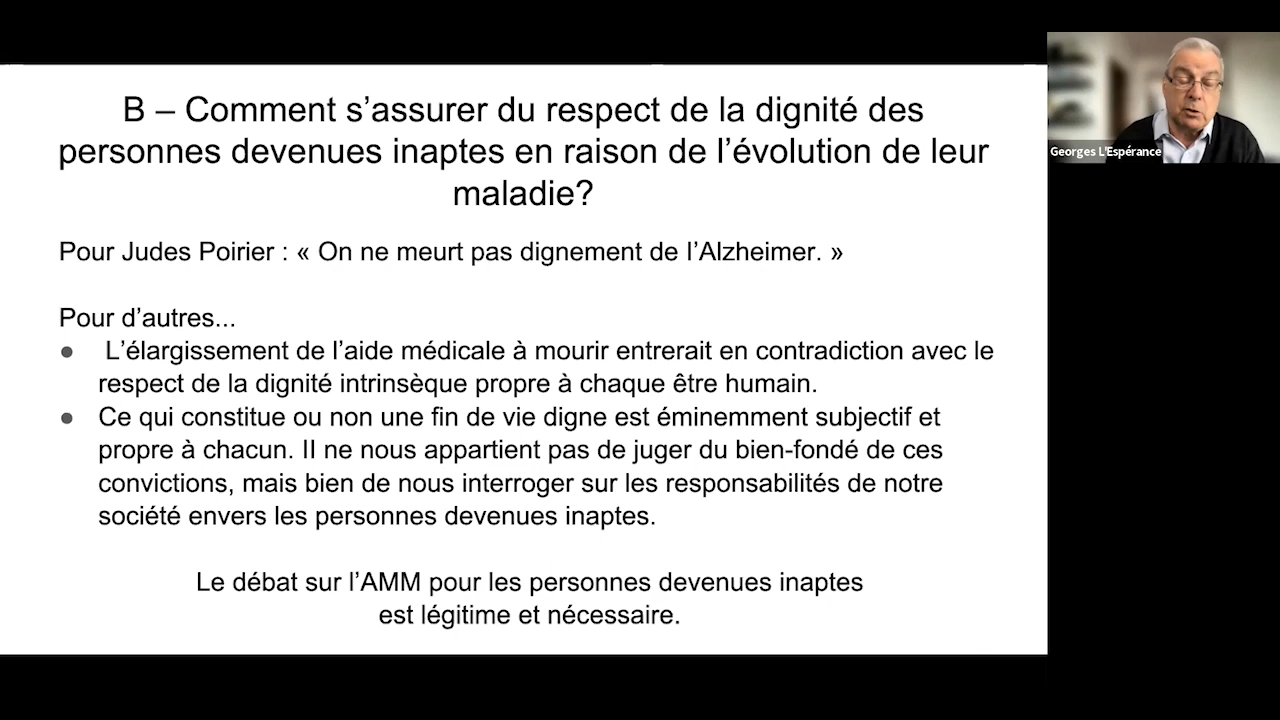 B – Comment s’assurer du respect de la dignité des
personnes devenues inaptes en raison de l’évolution de leur
maladie?
Pour Judes Poirier : « On ne meurt pas dignement de l’Alzheimer. »
Pour d’autres...
● L’élargissement de l’aide médicale à mourir entrerait en contradiction avec le
respect de la dignité intrinsèque propre à chaque être humain.
● Ce qui constitue ou non une fin de vie digne est éminemment subjectif et
propre à chacun. Il ne nous appartient pas de juger du bien-fondé de ces
convictions, mais bien de nous interroger sur les responsabilités de notre
société envers les personnes devenues inaptes.
Le débat sur l’AMM pour les personnes devenues inaptes
est légitime et nécessaire.
Georges L'Espérance